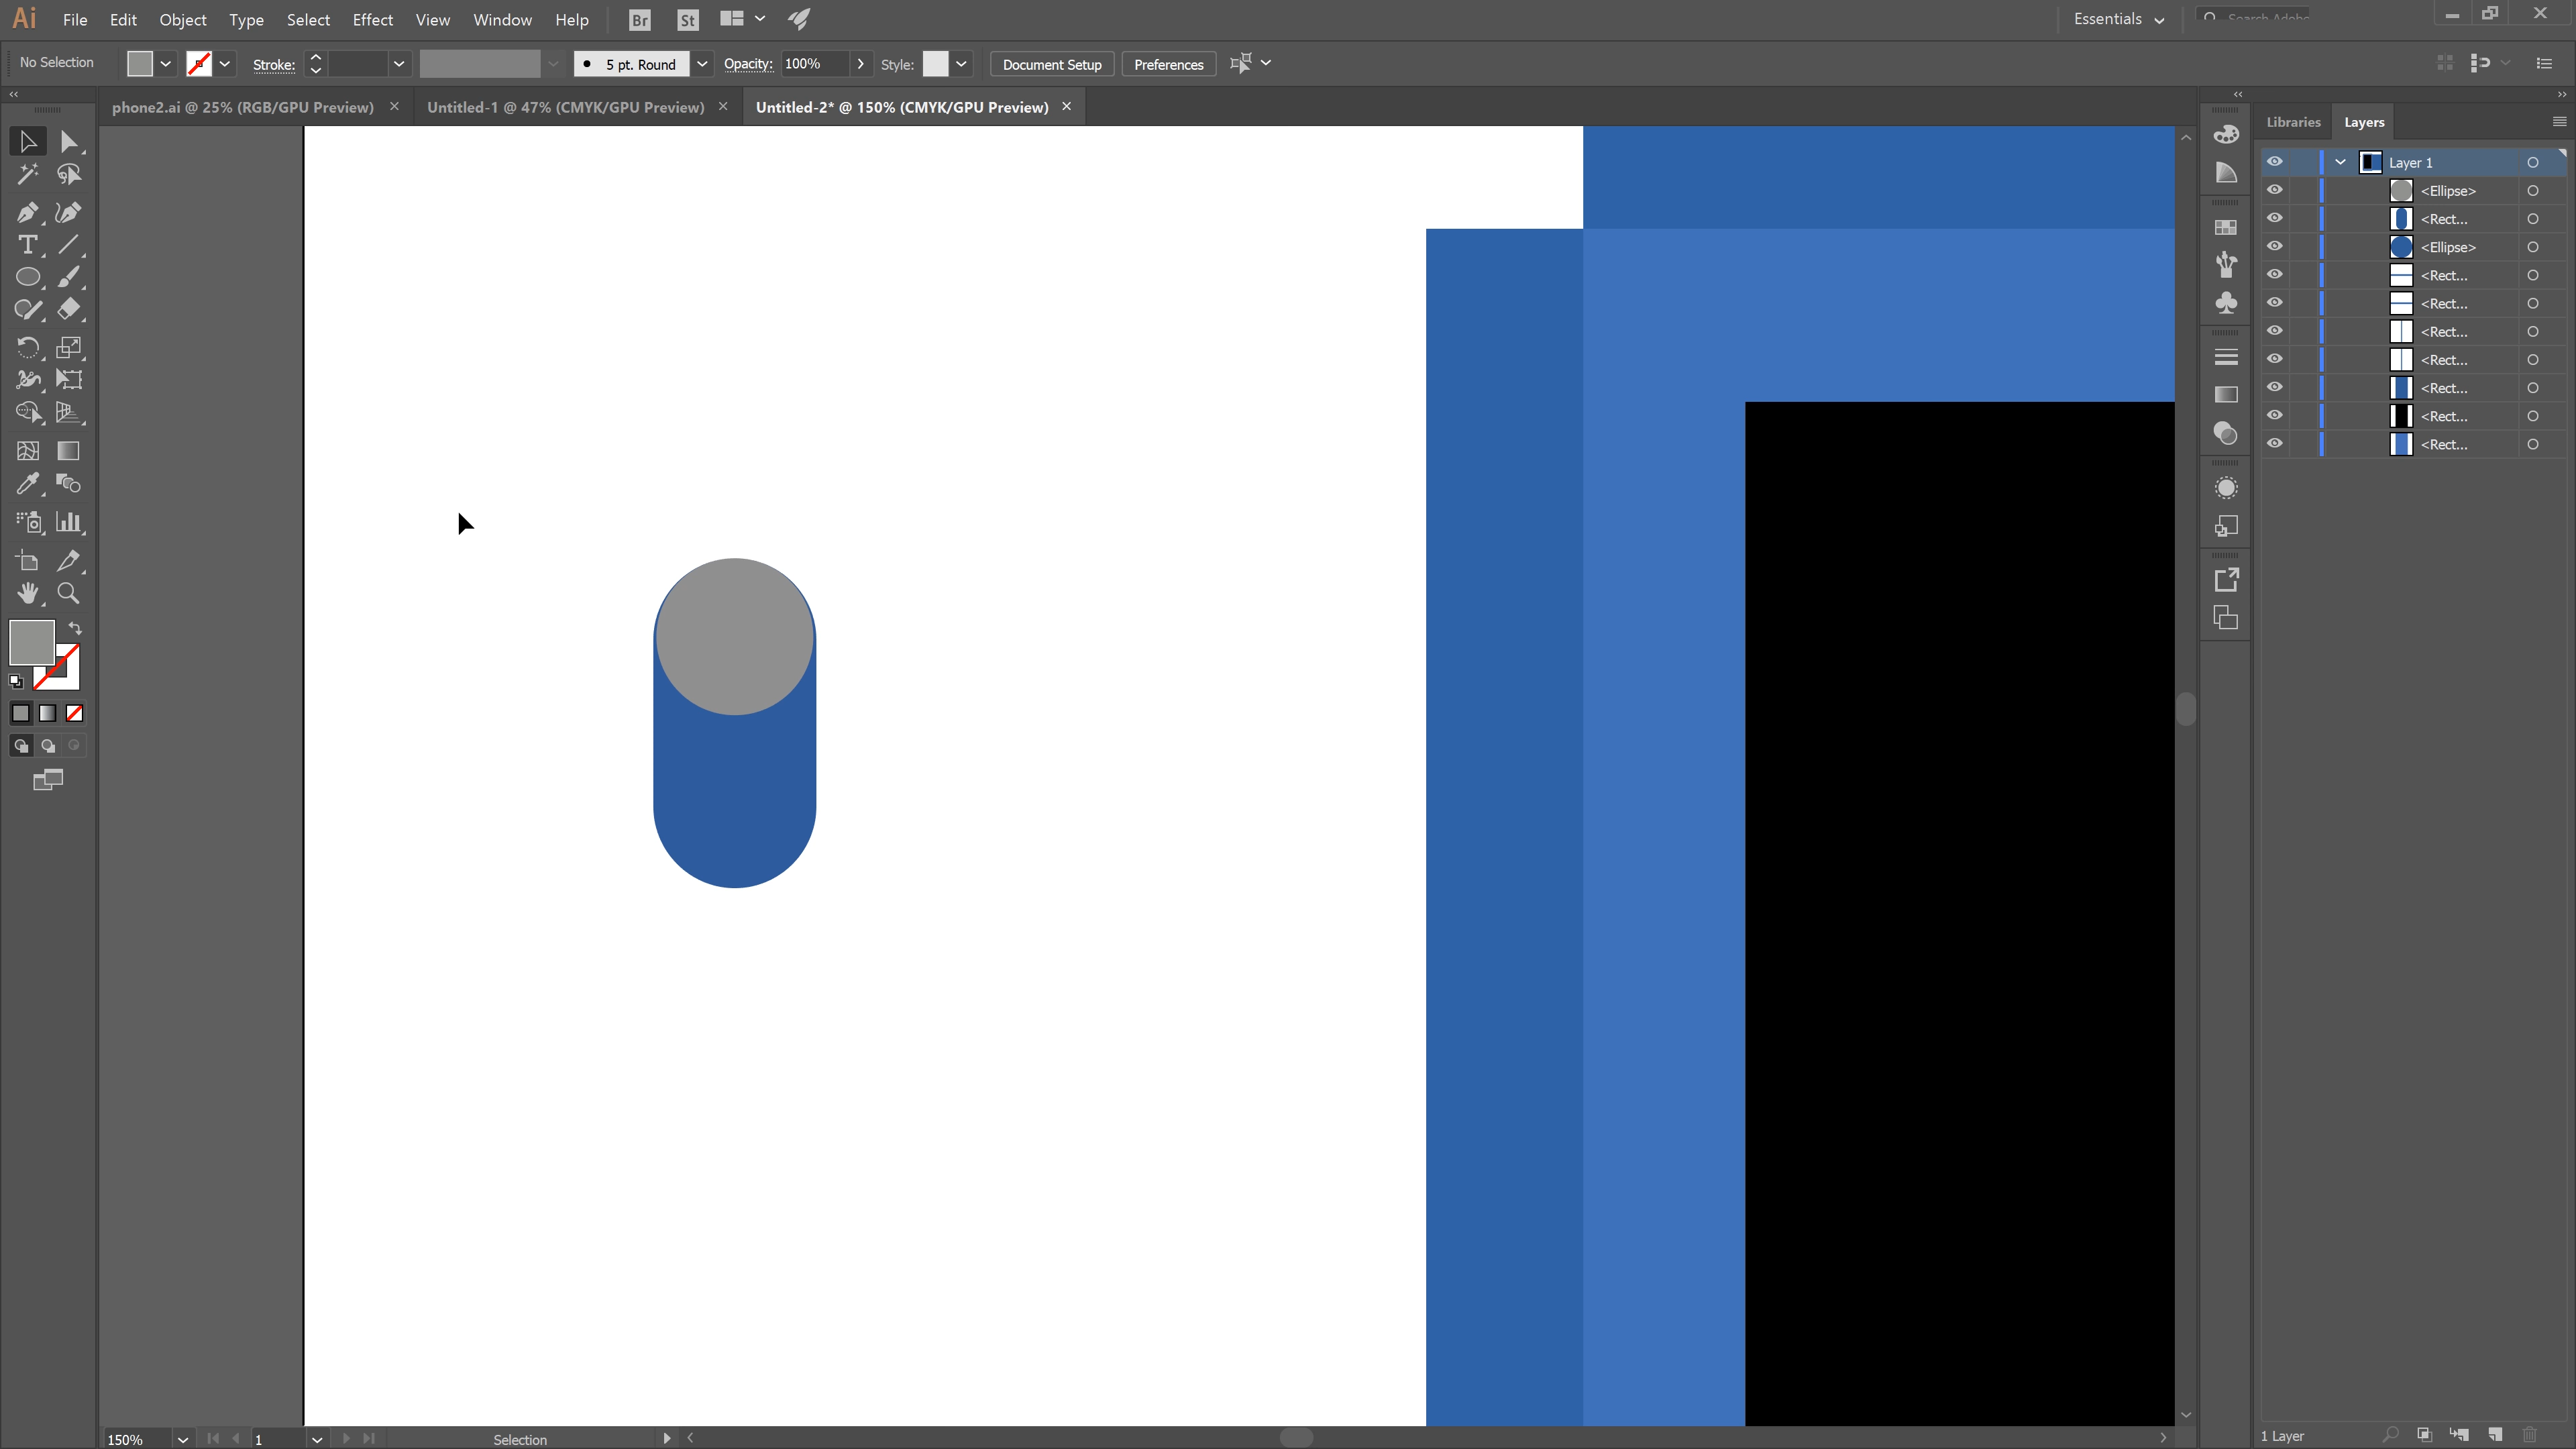 Ai File Edit Object Type Select Effect View Window Help Br St Essentials Search Adobe
No Selection Stroke: 5 pt. Round Opacity: 100% Style: Document Setup Preferences
phone2.ai @ 25% (RGB/GPU Preview) Untitled-1 @ 47% (CMYK/GPU Preview) Untitled-2* @ 150% (CMYK/GPU Preview)
Libraries Layers
Layer 1
<Ellipse>
<Rect...
<Ellipse>
<Rect...
<Rect...
<Rect...
<Rect...
<Rect...
<Rect...
<Rect...
150% 1 Selection 1 Layer